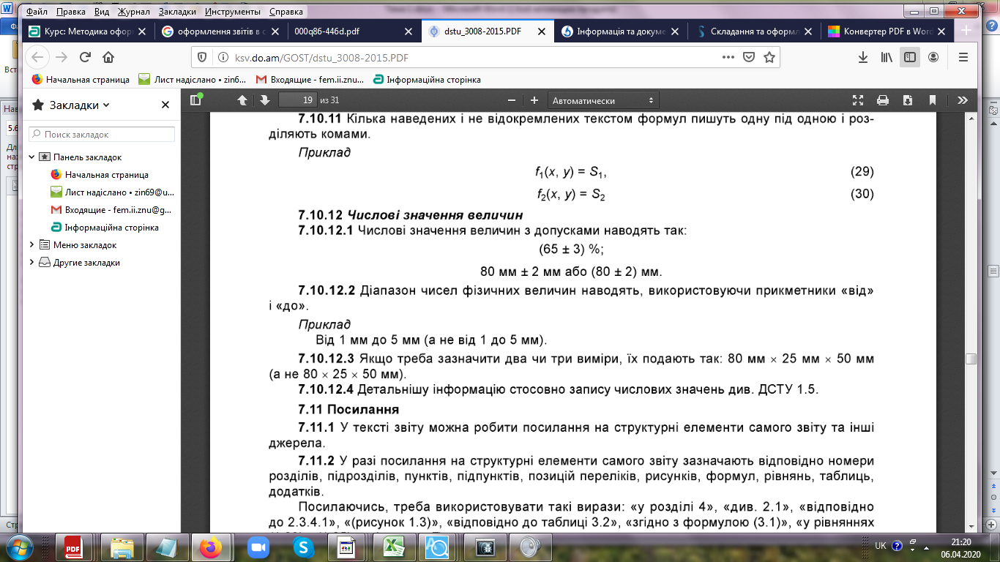 Файл Правка Вид Журнал Закладки Инструменты Справка
Курс: Методика офор
оформлення звітів в с
000q86-446d.pdf
dstu_3008-2015.PDF
Інформація та докуме
Складання та оформл
Конвертер PDF в Word
ksv.do.am/GOST/dstu_3008-2015.PDF
Начальная страница
Лист надіслано • zin6...
Входящие - fem.ii.znu...
Інформаційна сторінка
Закладки
Поиск закладок
Панель закладок
Начальная страница
Лист надіслано • zin69@u...
Входящие - fem.ii.znu@g...
Інформаційна сторінка
Меню закладок
Другие закладки
19 из 31
Автоматически
7.10.11 Кілька наведених і не відокремлених текстом формул пишуть одну під одною і роз-
діляють комами.
Приклад
f₁(x, y) = S₁, (29)
f₂(x, y) = S₂ (30)
7.10.12 Числові значення величин
7.10.12.1 Числові значення величин з допусками наводять так:
(65 ± 3) %;
80 мм ± 2 мм або (80 ± 2) мм.
7.10.12.2 Діапазон чисел фізичних величин наводять, використовуючи прикметники «від»
і «до».
Приклад
Від 1 мм до 5 мм (а не від 1 до 5 мм).
7.10.12.3 Якщо треба зазначити два чи три виміри, їх подають так: 80 мм × 25 мм × 50 мм
(а не 80 × 25 × 50 мм).
7.10.12.4 Детальнішу інформацію стосовно запису числових значень див. ДСТУ 1.5.
7.11 Посилання
7.11.1 У тексті звіту можна робити посилання на структурні елементи самого звіту та інші
джерела.
7.11.2 У разі посилання на структурні елементи самого звіту зазначають відповідно номери
розділів, підрозділів, пунктів, підпунктів, позицій переліків, рисунків, формул, рівнянь, таблиць,
додатків.
Посилаючись, треба використовувати такі вирази: «у розділі 4», «див. 2.1», «відповідно
до 2.3.4.1», «(рисунок 1.3)», «відповідно до таблиці 3.2», «згідно з формулою (3.1)», «у рівняннях
UK
21:20
06.04.2020